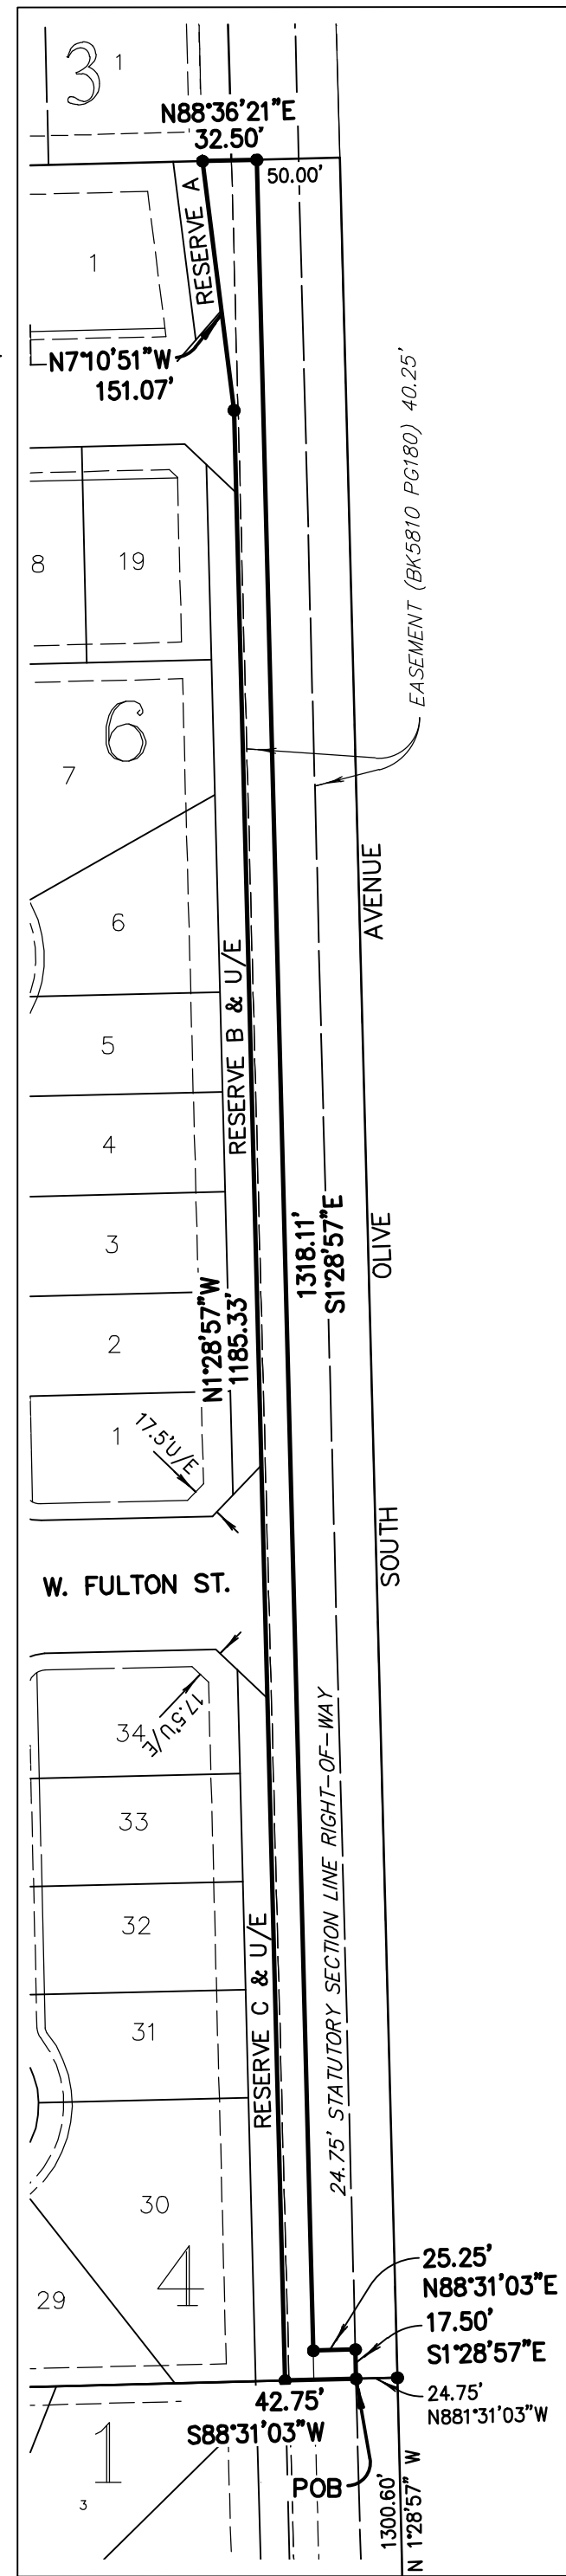 3
1
N88°36'21"E
32.50'
50.00'
RESERVE A
1
N7°10'51"W
151.07'
EASEMENT (BK5810 PG180) 40.25'
8
19
6
7
6
AVENUE
RESERVE B & U/E
5
4
3
1318.11'
S1°28'57"E
OLIVE
N1°28'57"W
1185.33'
2
1
17.5'U/E
SOUTH
W. FULTON ST.
34
17.5'U/E
33
32
24.75' STATUTORY SECTION LINE RIGHT-OF-WAY
RESERVE C & U/E
31
30
4
29
25.25'
N88°31'03"E
17.50'
S1°28'57"E
42.75'
S88°31'03"W
24.75'
N881°31'03"W
1
3
POB
1300.60'
N 1°28'57" W